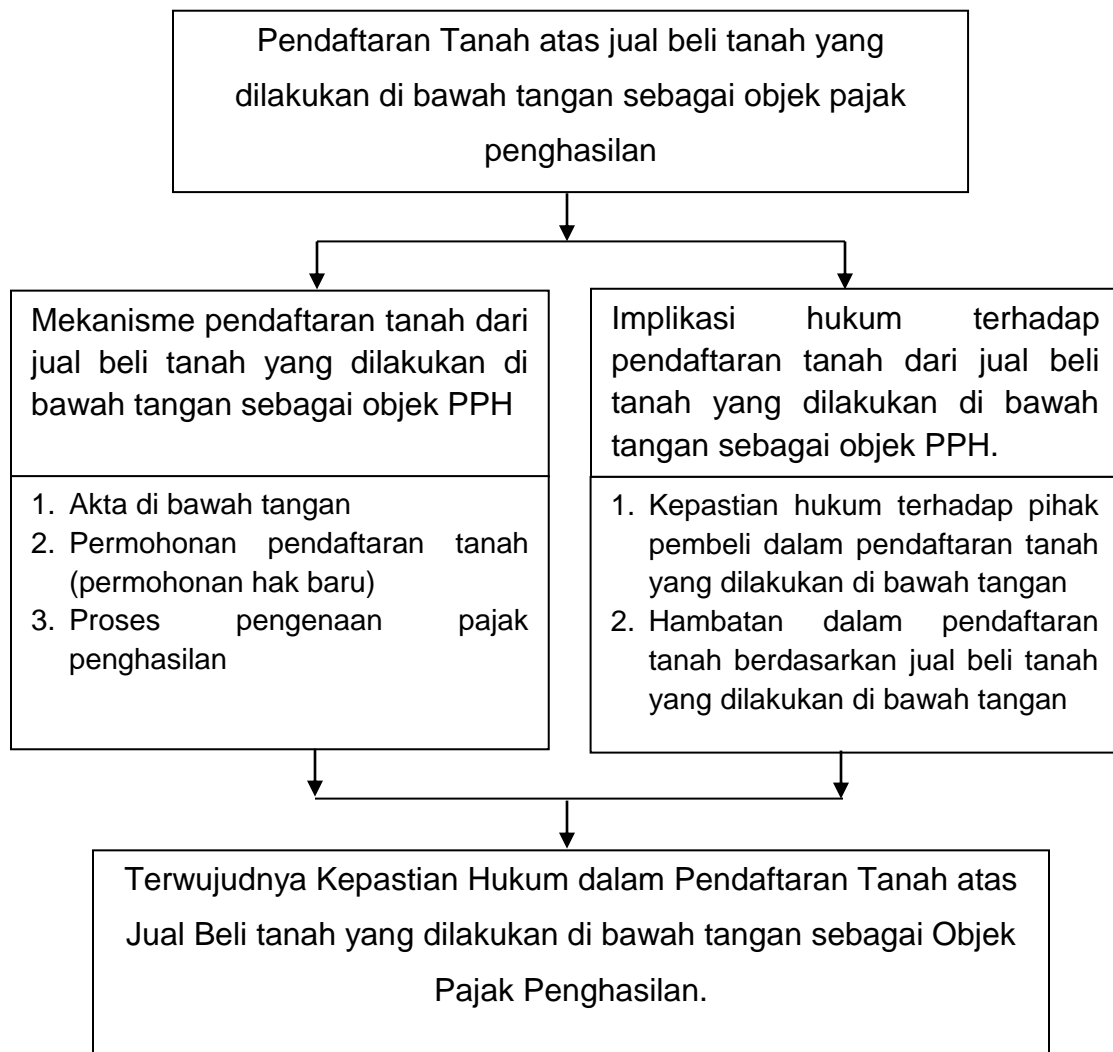 Pendaftaran Tanah atas jual beli tanah yang
dilakukan di bawah tangan sebagai objek pajak
penghasilan
Mekanisme pendaftaran tanah dari
jual beli tanah yang dilakukan di
bawah tangan sebagai objek PPH
1. Akta di bawah tangan
2. Permohonan pendaftaran tanah
(permohonan hak baru)
3. Proses pengenaan pajak
penghasilan
Implikasi hukum terhadap
pendaftaran tanah dari jual beli
tanah yang dilakukan di bawah
tangan sebagai objek PPH.
1. Kepastian hukum terhadap pihak
pembeli dalam pendaftaran tanah
yang dilakukan di bawah tangan
2. Hambatan dalam pendaftaran
tanah berdasarkan jual beli tanah
yang dilakukan di bawah tangan
Terwujudnya Kepastian Hukum dalam Pendaftaran Tanah atas
Jual Beli tanah yang dilakukan di bawah tangan sebagai Objek
Pajak Penghasilan.